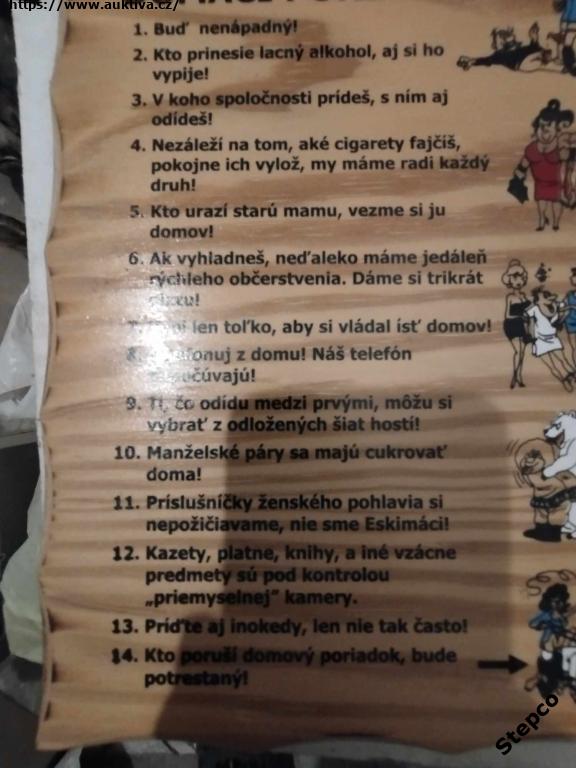 https://www.auktiva.cz/
1. Buď nenápadný!
2. Kto prinesie lacný alkohol, aj si ho
vypije!
3. V koho spoločnosti prídeš, s ním aj
odídeš!
4. Nezáleží na tom, aké cigarety fajčíš,
pokojne ich vylož, my máme radi každý
druh!
5. Kto urazí starú mamu, vezme si ju
domov!
6. Ak vyhladneš, neďaleko máme jedáleň
rýchleho občerstvenia. Dáme si trikrát
len toľko, aby si vládal ísť domov!
z domu! Náš telefón
9. Tí, čo odídu medzi prvými, môžu si
vybrať z odložených šiat hostí!
10. Manželské páry sa majú cukrovať
doma!
11. Príslušníčky ženského pohlavia si
nepožičiavame, nie sme Eskimáci!
12. Kazety, platne, knihy, a iné vzácne
predmety sú pod kontrolou
„priemyselnej" kamery.
13. Príďte aj inokedy, len nie tak často!
14. Kto poruší domový poriadok, bude
potrestaný!
Stepco